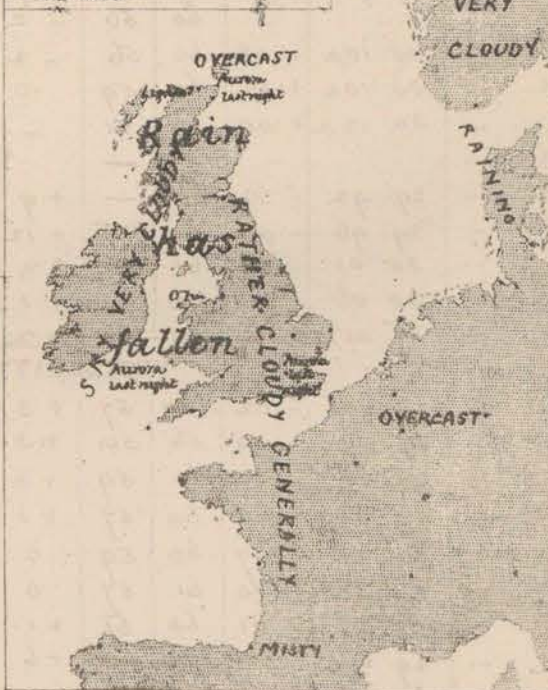 VERY
CLOUDY
OVERCAST
Aurora
last night
Rain
RAINING
SKY VERY CLOUDY
has
RATHER CLOUDY GENERALLY
fallen
Aurora
last night
Aurora
last
night
OVERCAST
MISTY